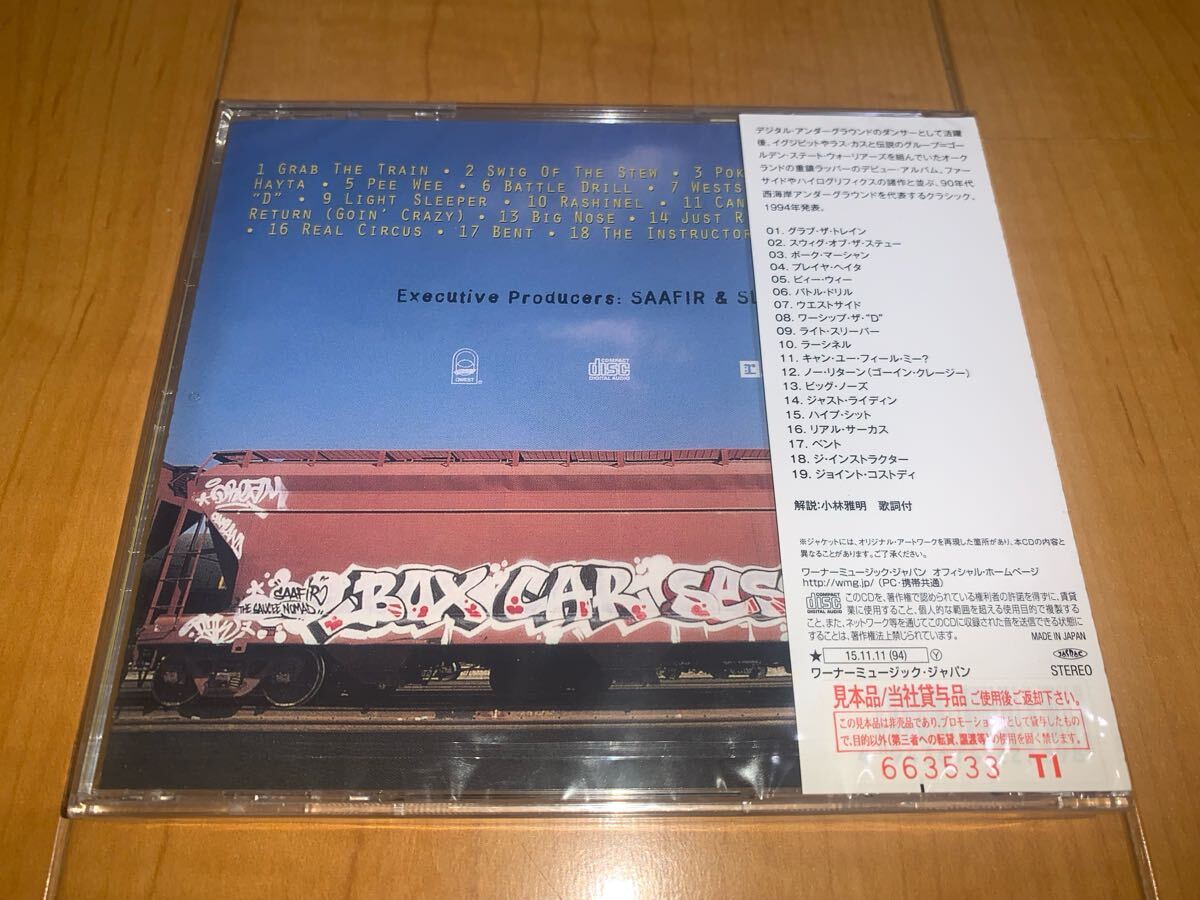 1 Grab The Train • 2 Swig Of The Stew • 3 Pok
Hayta • 5 Pee Wee • 6 Battle Drill • 7 Wests
"D" • 9 Light Sleeper • 10 Rashinel • 11 Can
Return (Goin' Crazy) • 13 Big Nose • 14 Just R
• 16 Real Circus • 17 Bent • 18 The Instructor
Executive Producers: SAAFIR & SL
QWEST
COMPACT
disc
DIGITAL AUDIO
r
SAAFIR
THE SAUCEE NOMAD
BOX CAR SES
デジタル・アンダーグラウンドのダンサーとして活躍
後、イグジビットやラス・カスと伝説のグループ=ゴー
ルデン・ステート・ウォーリアーズを組んでいたオーク
ランドの重鎮ラッパーのデビュー・アルバム。ファー
サイドやハイログリフィクスの諸作と並ぶ、90年代
西海岸アンダーグラウンドを代表するクラシック。
1994年発表。
01. グラブ・ザ・トレイン
02. スウィグ・オブ・ザ・ステュー
03. ポーク・マーシャン
04. プレイヤ・ヘイタ
05. ピィー・ウィー
06. バトル・ドリル
07. ウエストサイド
08. ワーシップ・ザ・"D"
09. ライト・スリーパー
10. ラーシネル
11. キャン・ユー・フィール・ミー?
12. ノー・リターン(ゴーイン・クレージー)
13. ビッグ・ノーズ
14. ジャスト・ライディン
15. ハイプ・シット
16. リアル・サーカス
17. ベント
18. ジ・インストラクター
19. ジョイント・コストディ
解説:小林雅明 歌詞付
※ジャケットには、オリジナル・アートワークを再現した箇所があり、本CDの内容と
異なることがあります。ご了承ください。
ワーナーミュージック・ジャパン オフィシャル・ホームページ
http://wmg.jp/ (PC・携帯共通)
COMPACT
disc
DIGITAL AUDIO
このCDを、著作権で認められている権利者の許諾を得ずに、賃貸
業に使用すること、個人的な範囲を超える使用目的で複製する
こと、また、ネットワーク等を通じてこのCDに収録された音を送信できる状態に
することは、著作権法上禁じられています。
MADE IN JAPAN
★ 15.11.11 (94) Y JASRAC
ワーナーミュージック・ジャパン STEREO
見本品/当社貸与品 ご使用後ご返却下さい。
この見本品は非売品であり、プロモーション用として貸与したもの
で、目的以外(第三者への転貸、譲渡等)の使用を固く禁じます。
663533 T1